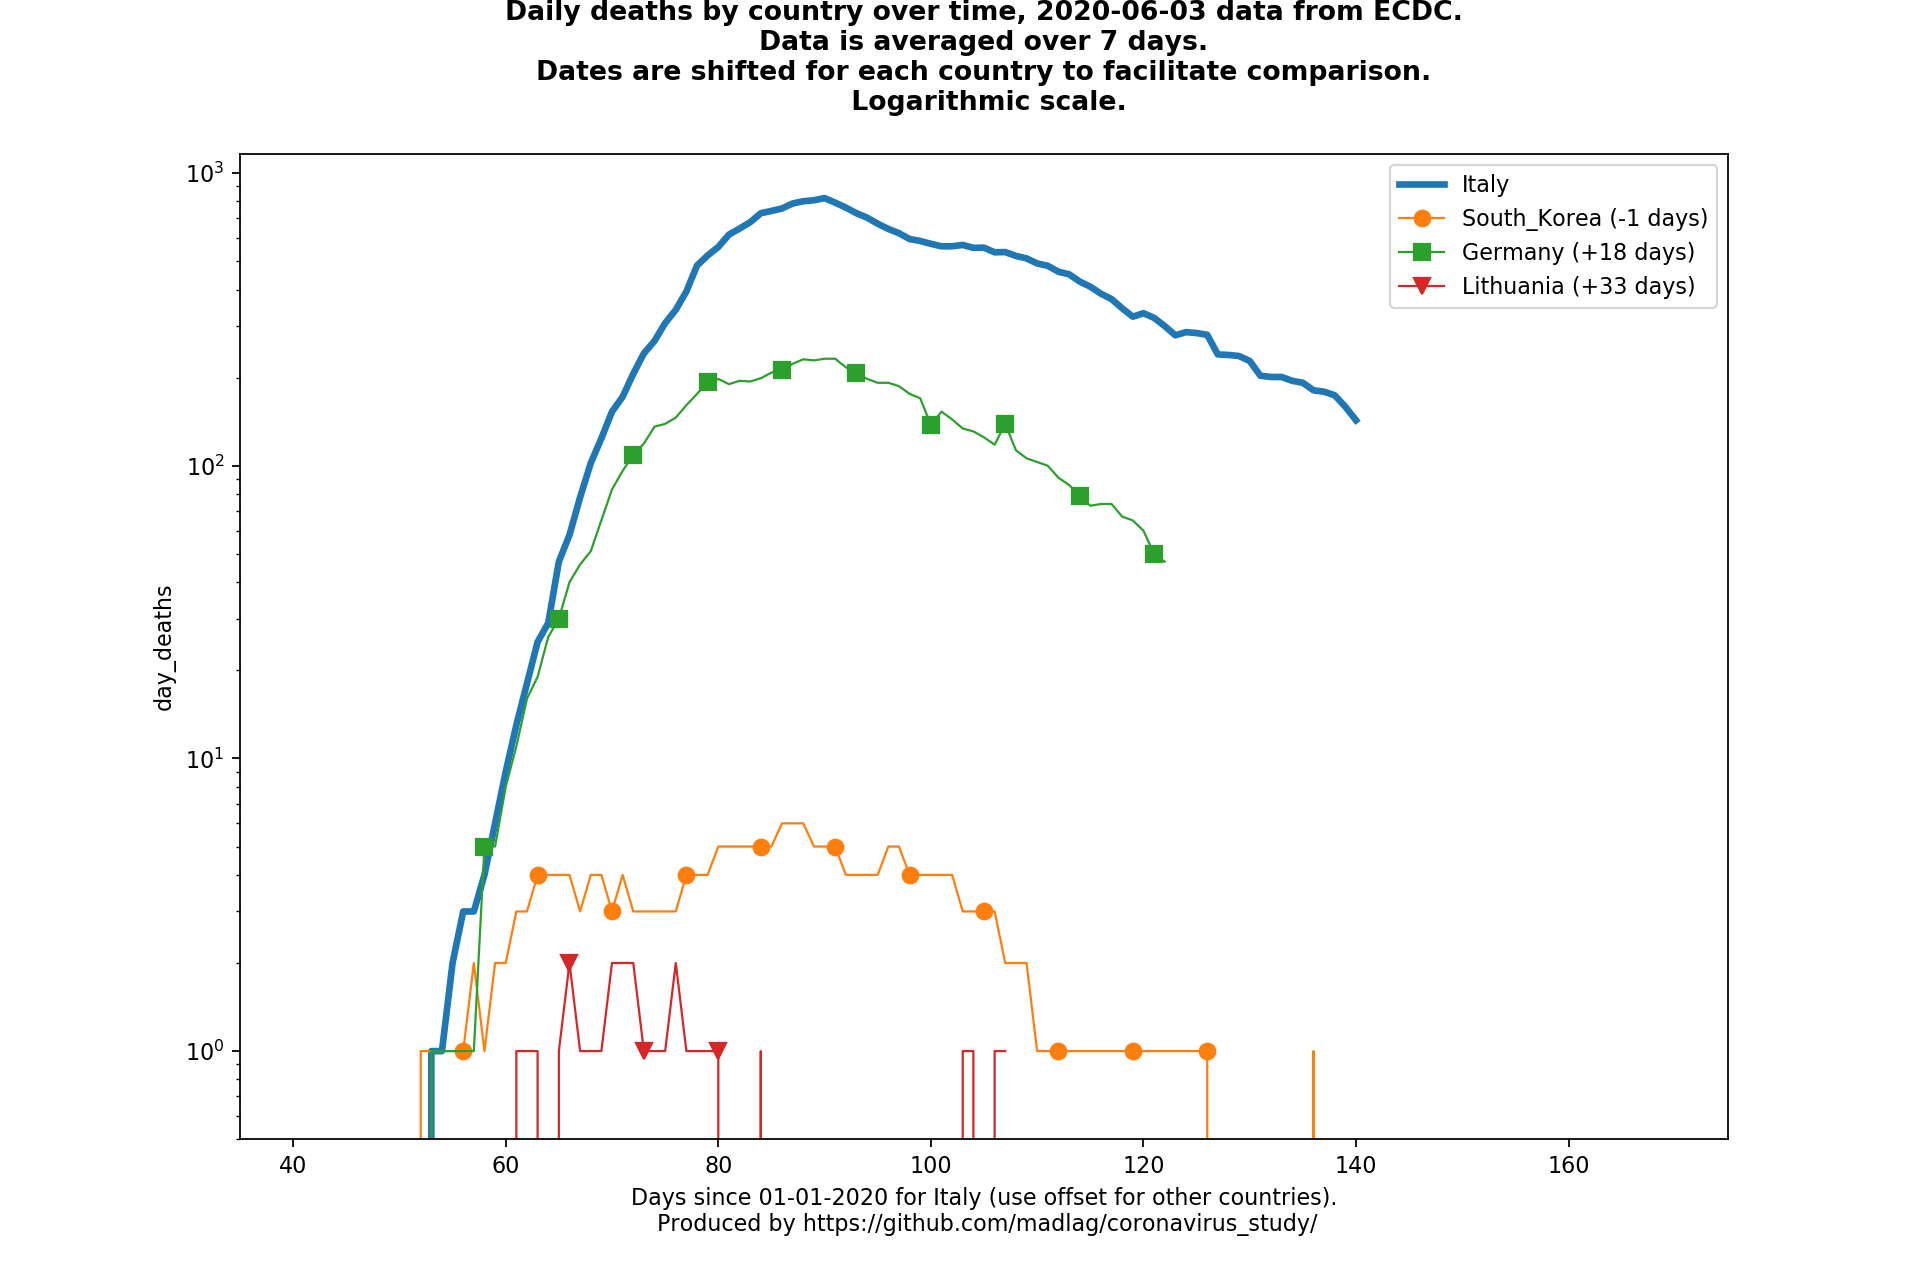 Daily deaths by country over time, 2020-06-03 data from ECDC.
Data is averaged over 7 days.
Dates are shifted for each country to facilitate comparison.
Logarithmic scale.
10³
10²
10¹
10⁰
day_deaths
Italy
South_Korea (-1 days)
Germany (+18 days)
Lithuania (+33 days)
40 60 80 100 120 140 160
Days since 01-01-2020 for Italy (use offset for other countries).
Produced by https://github.com/madlag/coronavirus_study/